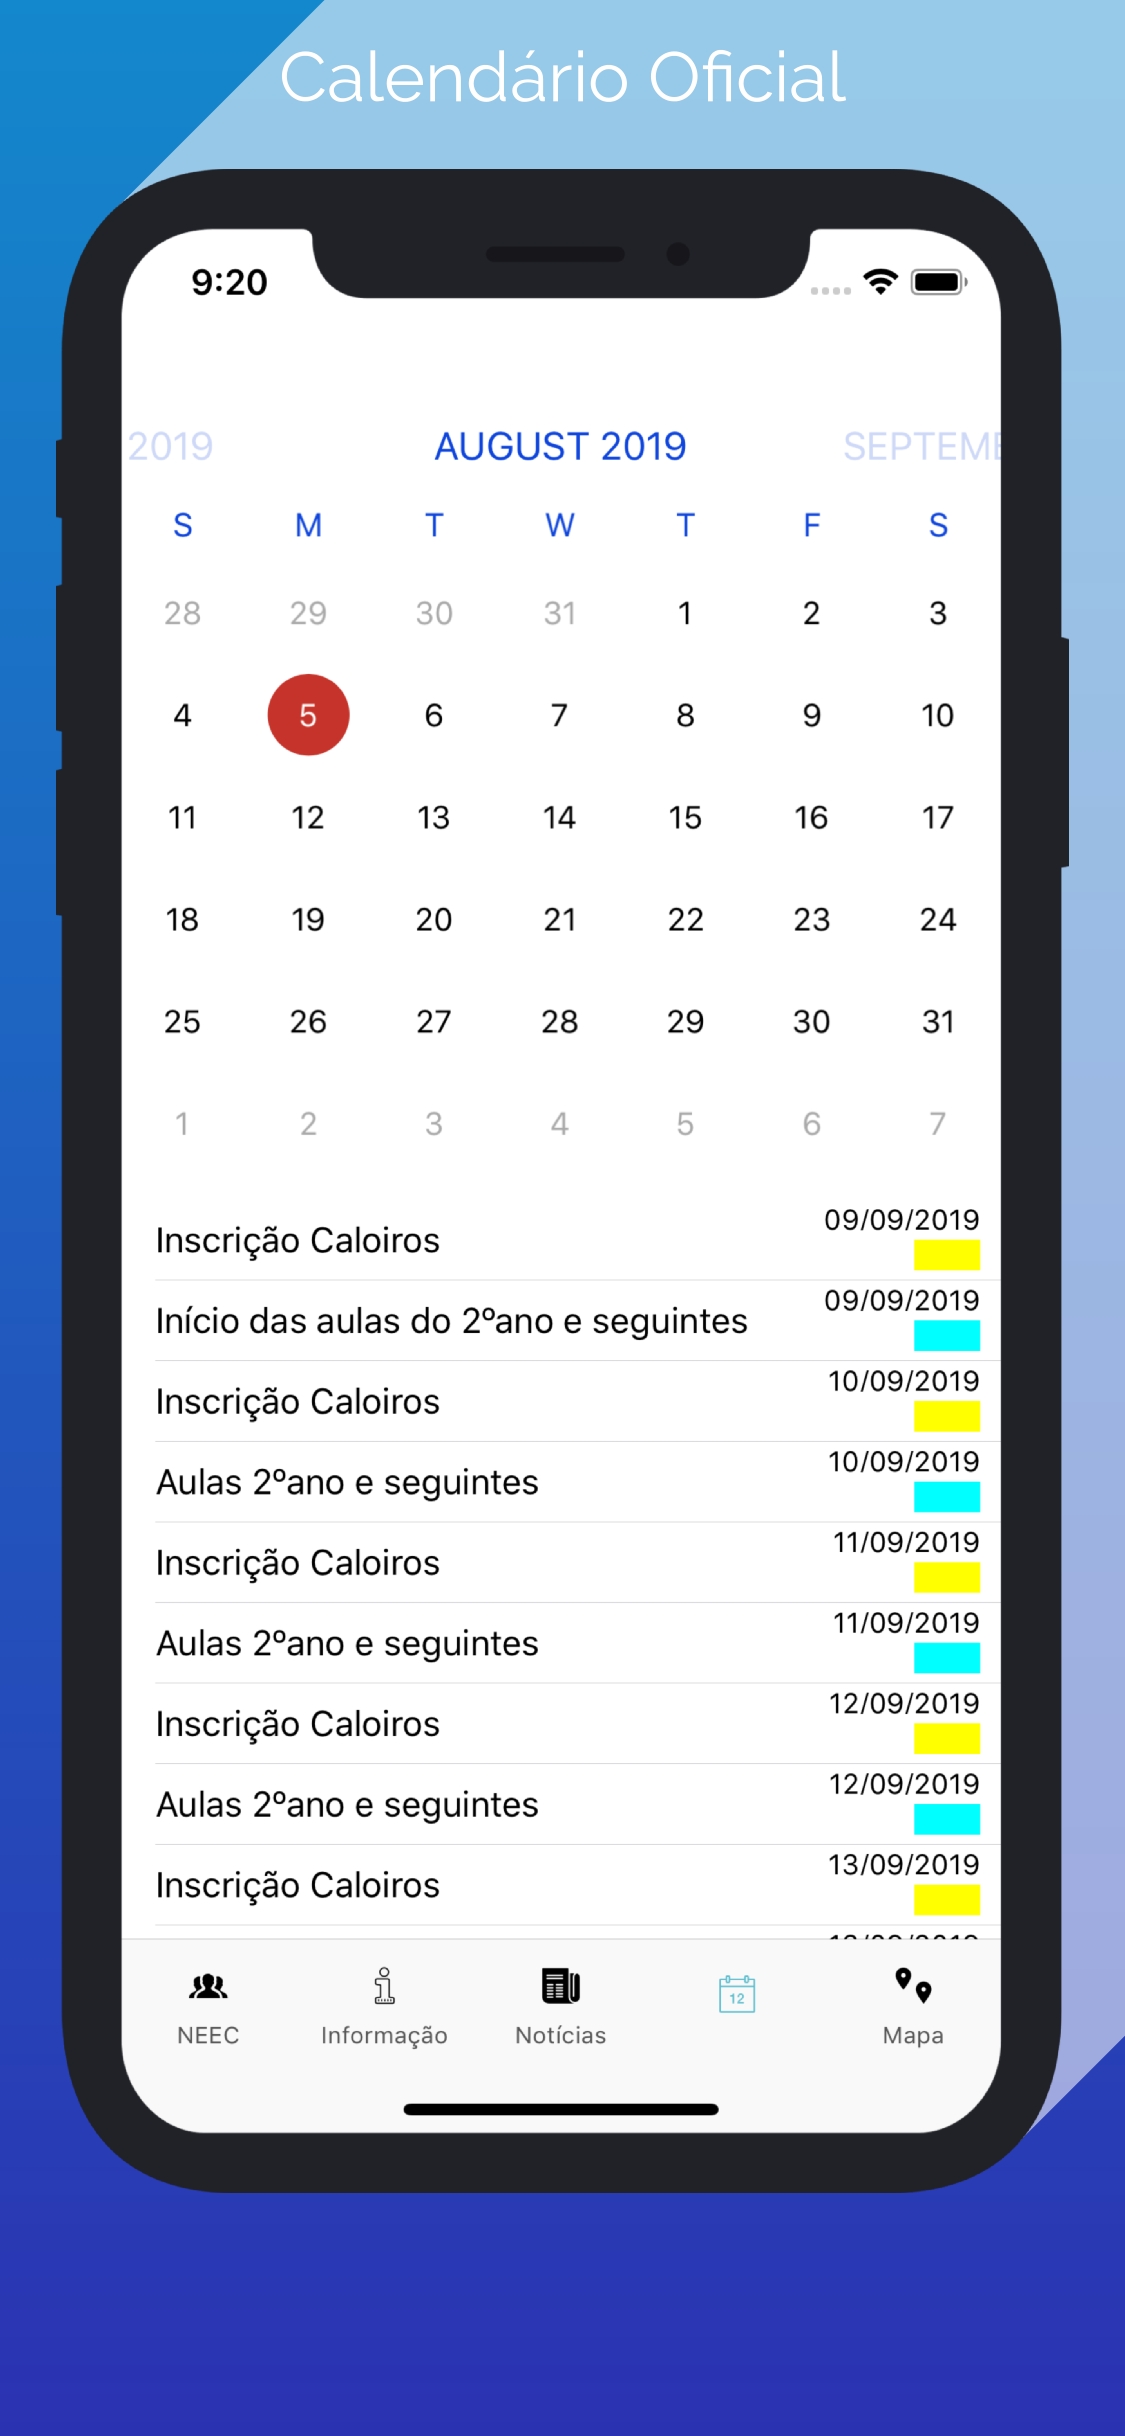 Calendário Oficial
9:20
2019 AUGUST 2019 SEPTEME
S M T W T F S
28 29 30 31 1 2 3
4 5 6 7 8 9 10
11 12 13 14 15 16 17
18 19 20 21 22 23 24
25 26 27 28 29 30 31
1 2 3 4 5 6 7
Inscrição Caloiros 09/09/2019
Início das aulas do 2ºano e seguintes 09/09/2019
Inscrição Caloiros 10/09/2019
Aulas 2ºano e seguintes 10/09/2019
Inscrição Caloiros 11/09/2019
Aulas 2ºano e seguintes 11/09/2019
Inscrição Caloiros 12/09/2019
Aulas 2ºano e seguintes 12/09/2019
Inscrição Caloiros 13/09/2019
12
NEEC Informação Notícias Mapa